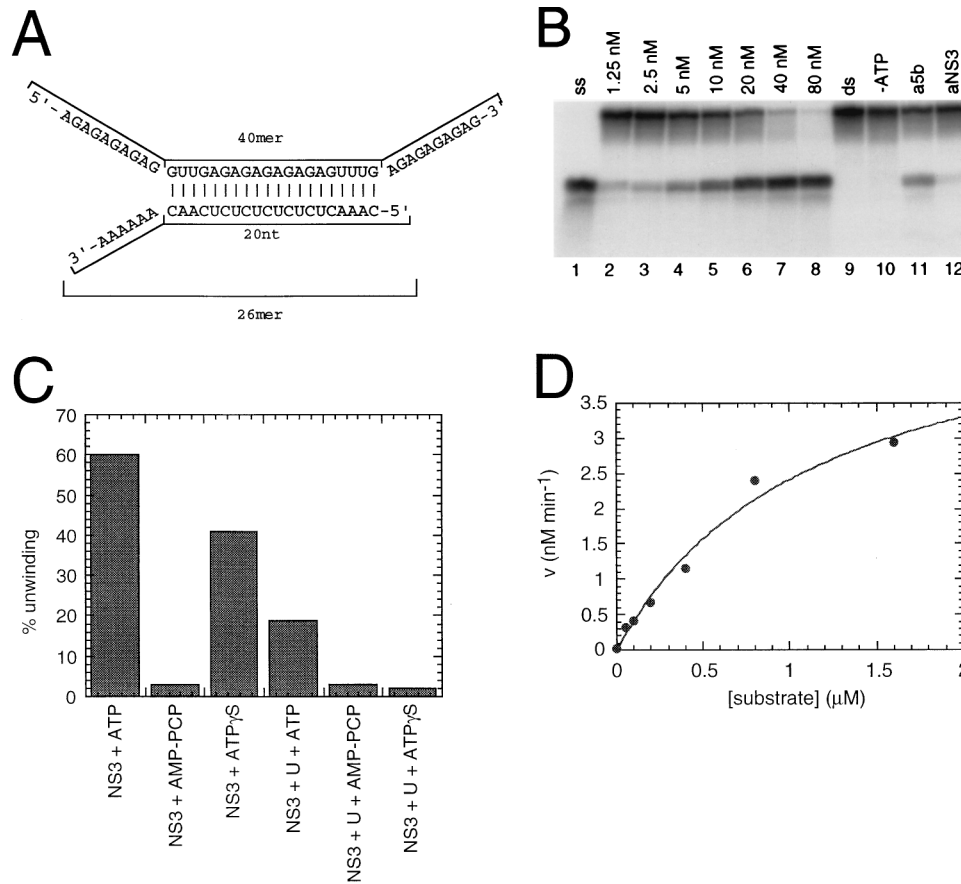 A
5'-AGAGAGAGAG
40mer
AGAGAGAGAG-3'
GUUGAGAGAGAGAGAGUUUG
CAACUCUCUCUCUCUCAAAC-5'
3'-AAAAAA
20nt
26mer
B
ss
1.25 nM
2.5 nM
5 nM
10 nM
20 nM
40 nM
80 nM
ds
-ATP
a5b
aNS3
1 2 3 4 5 6 7 8 9 10 11 12
C
70
60
50
40
30
20
10
0
% unwinding
NS3 + ATP
NS3 + AMP-PCP
NS3 + ATPγS
NS3 + U + ATP
NS3 + U + AMP-PCP
NS3 + U + ATPγS
D
3.5
3
2.5
2
1.5
1
0.5
0
v (nM min-1)
0 0.5 1 1.5 2
[substrate] (μM)